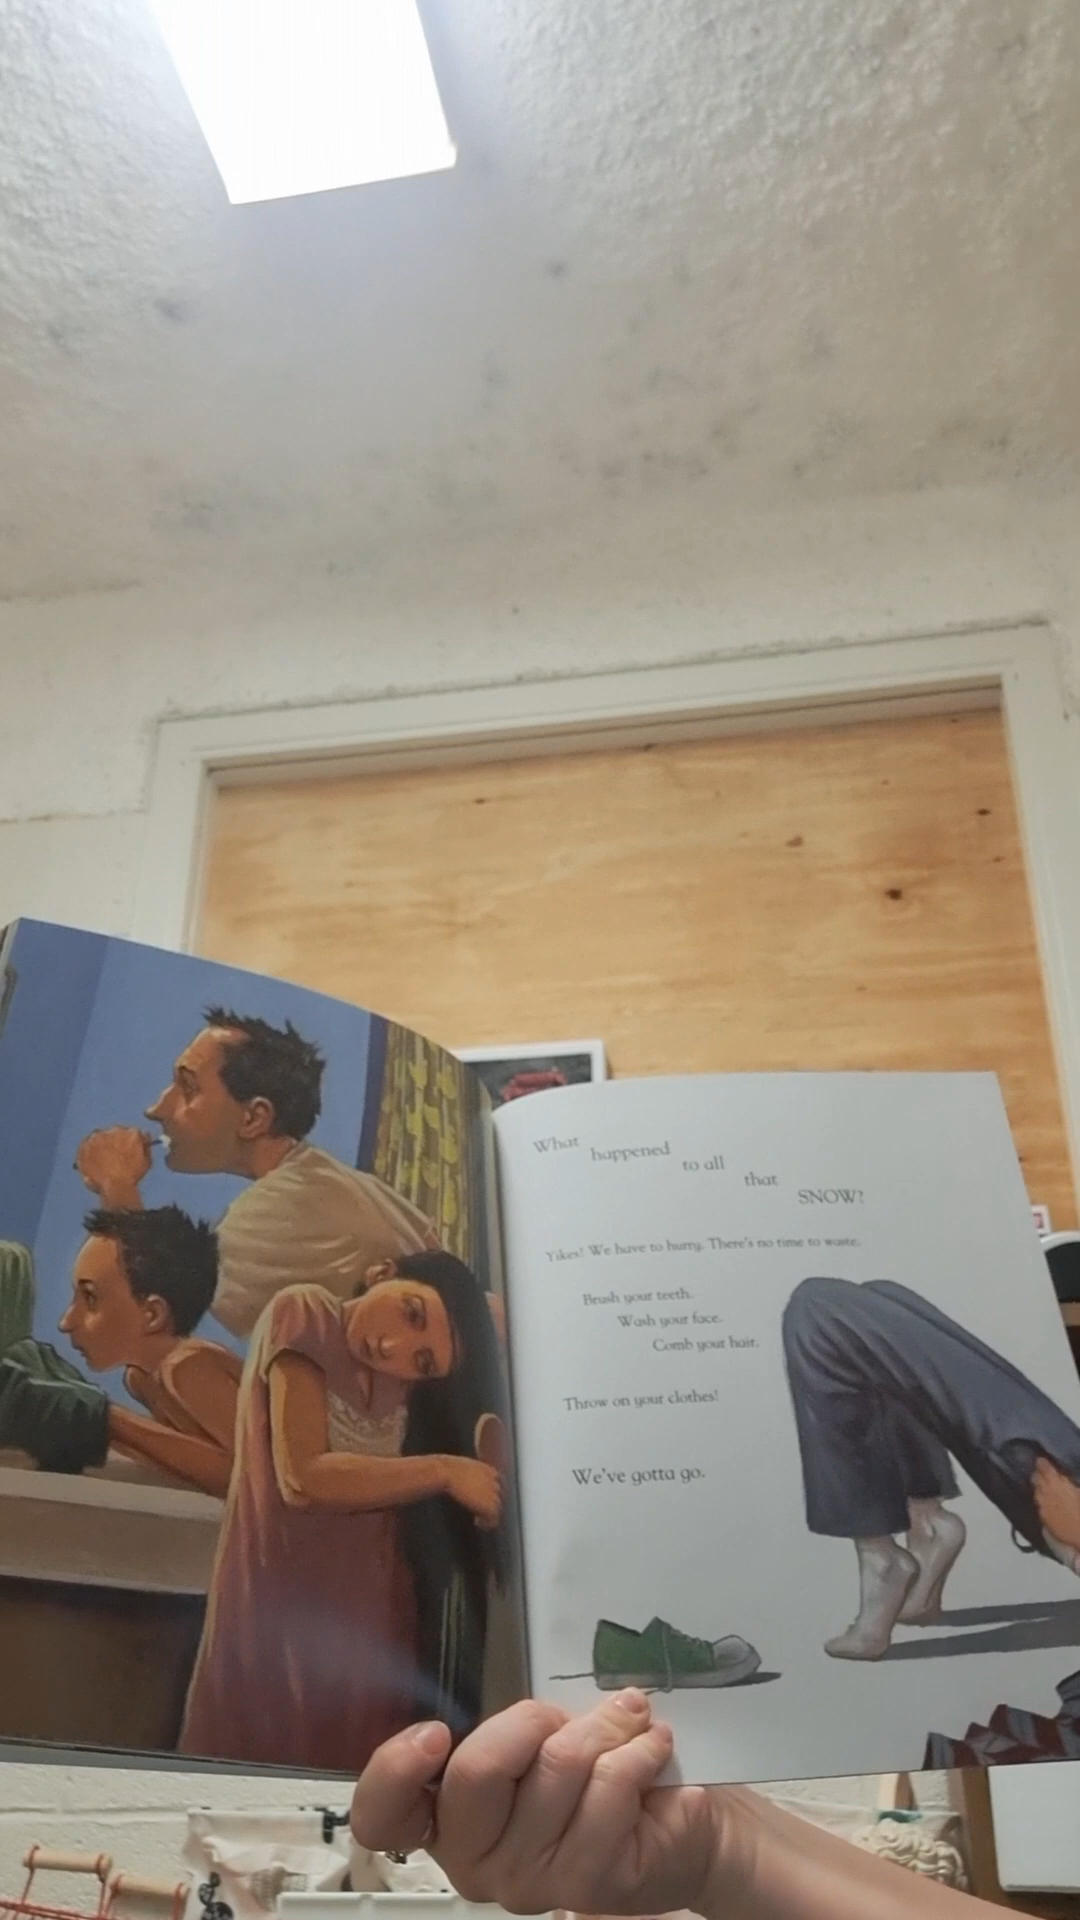 What happened to all that SNOW?
Yikes! We have to hurry. There's no time to waste.
Brush your teeth.
Wash your face.
Comb your hair.
Throw on your clothes!
We've gotta go.